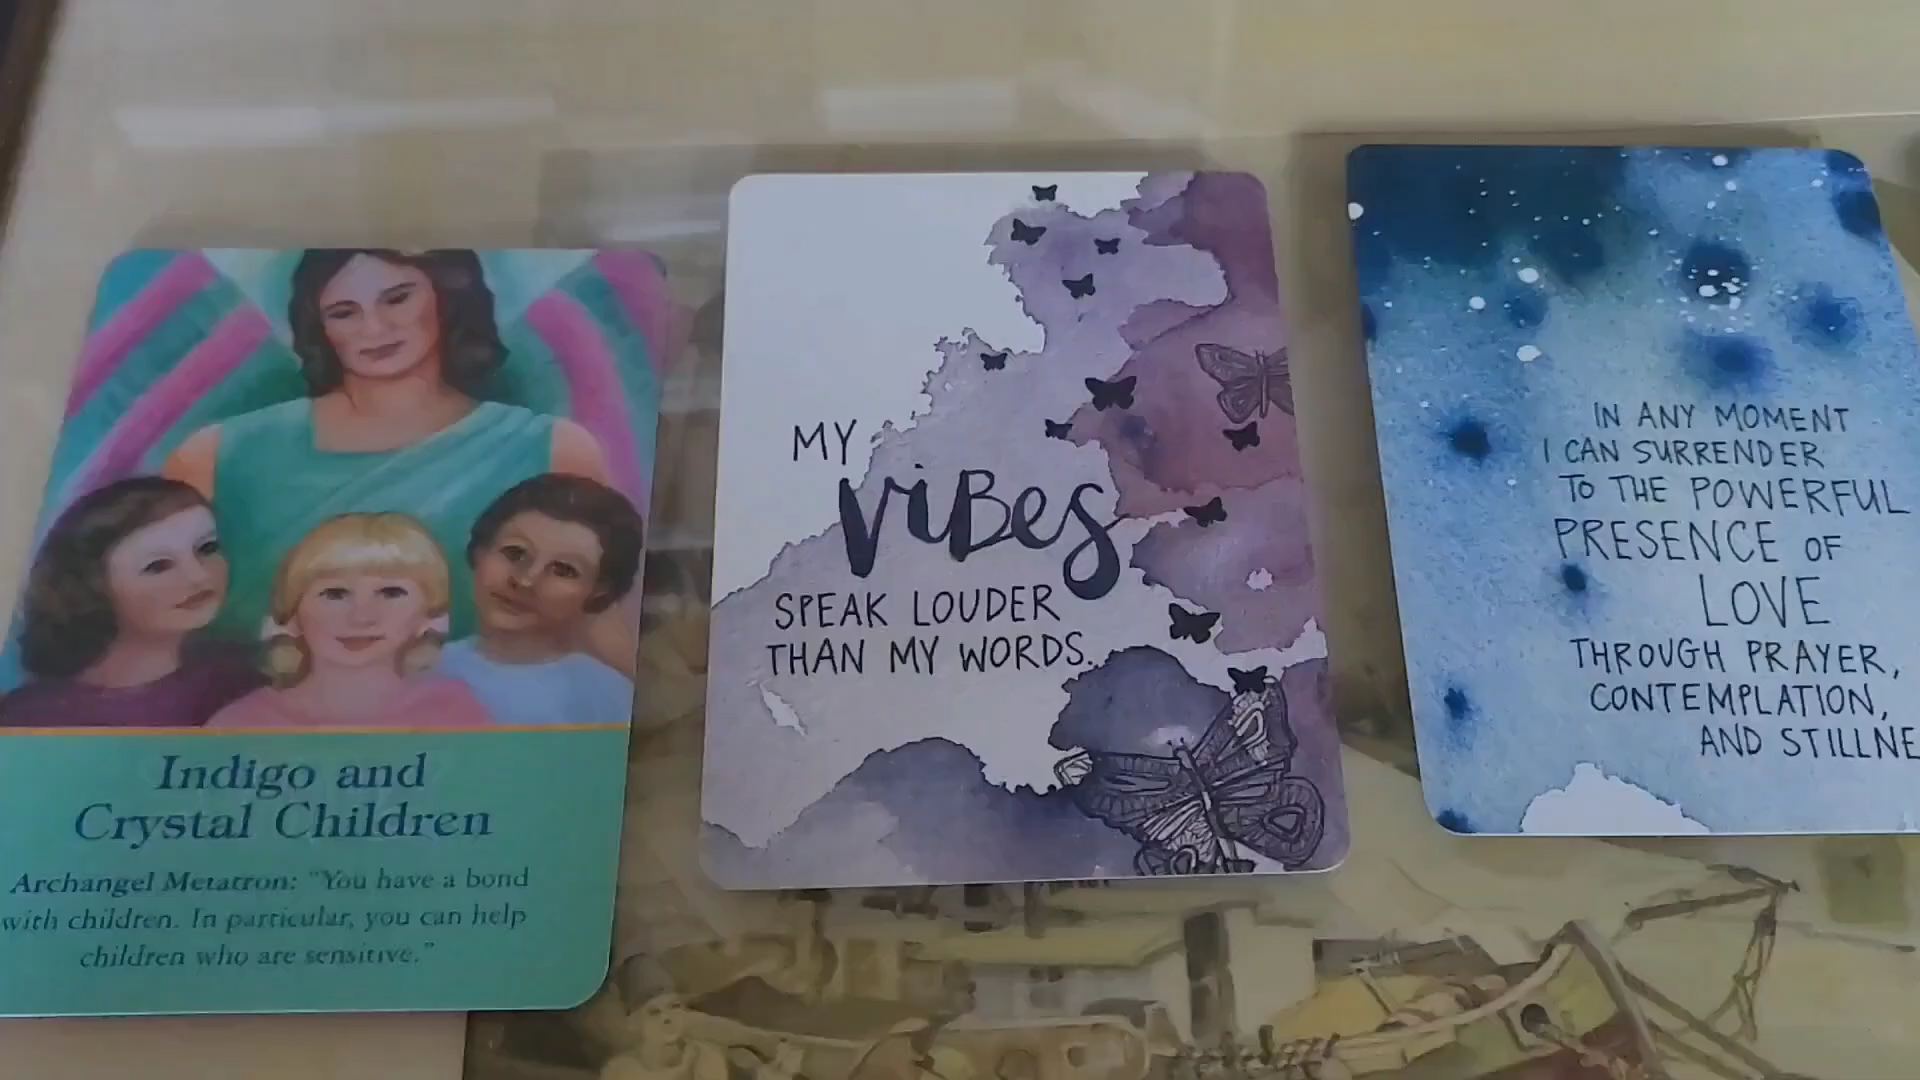 Indigo and
Crystal Children
Archangel Metatron: "You have a bond
with children. In particular, you can help
children who are sensitive."
MY
ViBes
SPEAK LOUDER
THAN MY WORDS.
IN ANY MOMENT
I CAN SURRENDER
TO THE POWERFUL
PRESENCE OF
LOVE
THROUGH PRAYER,
CONTEMPLATION,
AND STILLNE